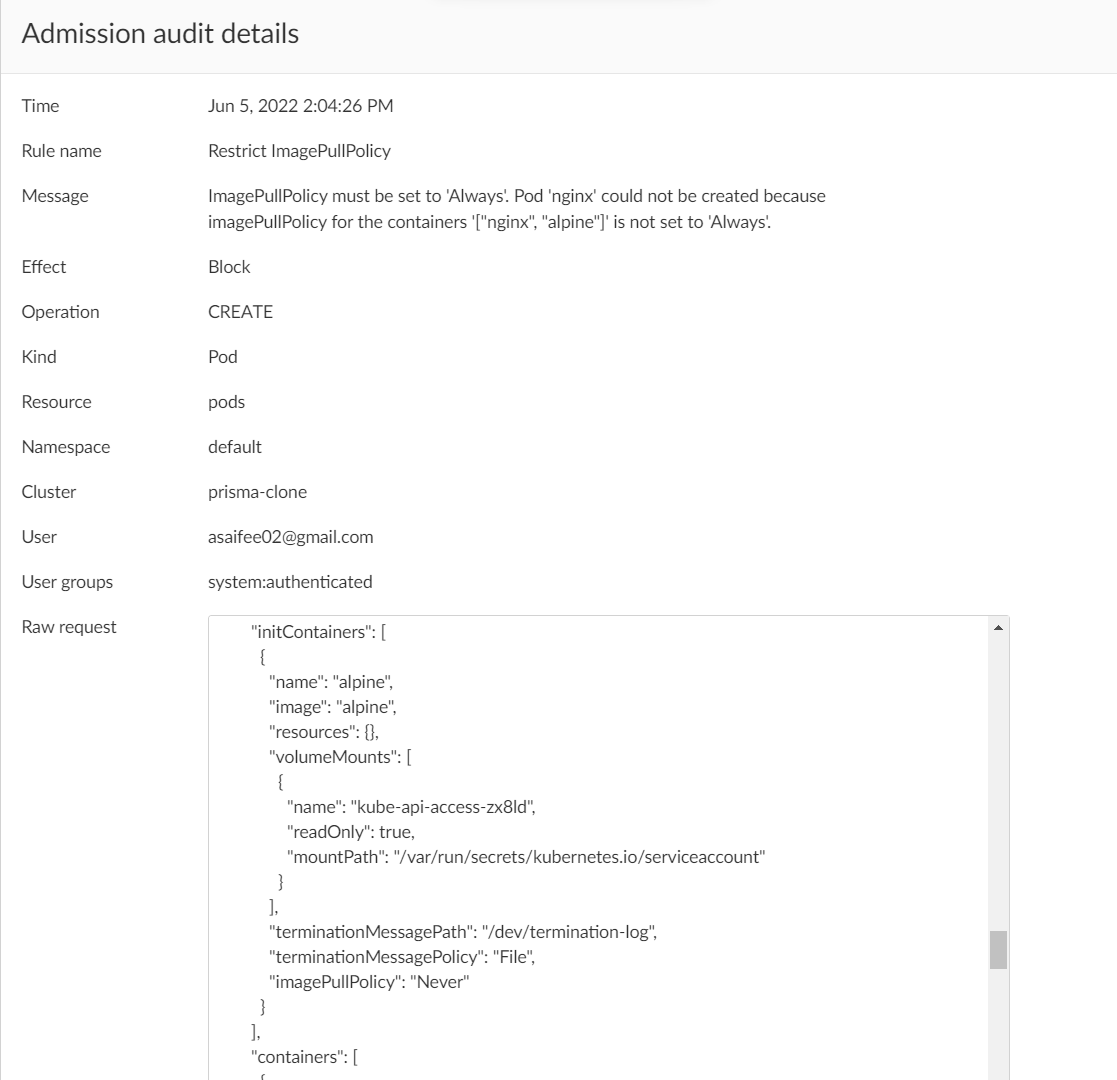 Admission audit details
Time Jun 5, 2022 2:04:26 PM
Rule name Restrict ImagePullPolicy
Message ImagePullPolicy must be set to 'Always'. Pod 'nginx' could not be created because
imagePullPolicy for the containers '["nginx", "alpine"]' is not set to 'Always'.
Effect Block
Operation CREATE
Kind Pod
Resource pods
Namespace default
Cluster prisma-clone
User asaifee02@gmail.com
User groups system:authenticated
Raw request
"initContainers": [
{
"name": "alpine",
"image": "alpine",
"resources": {},
"volumeMounts": [
{
"name": "kube-api-access-zx8ld",
"readOnly": true,
"mountPath": "/var/run/secrets/kubernetes.io/serviceaccount"
}
],
"terminationMessagePath": "/dev/termination-log",
"terminationMessagePolicy": "File",
"imagePullPolicy": "Never"
}
],
"containers": [
{